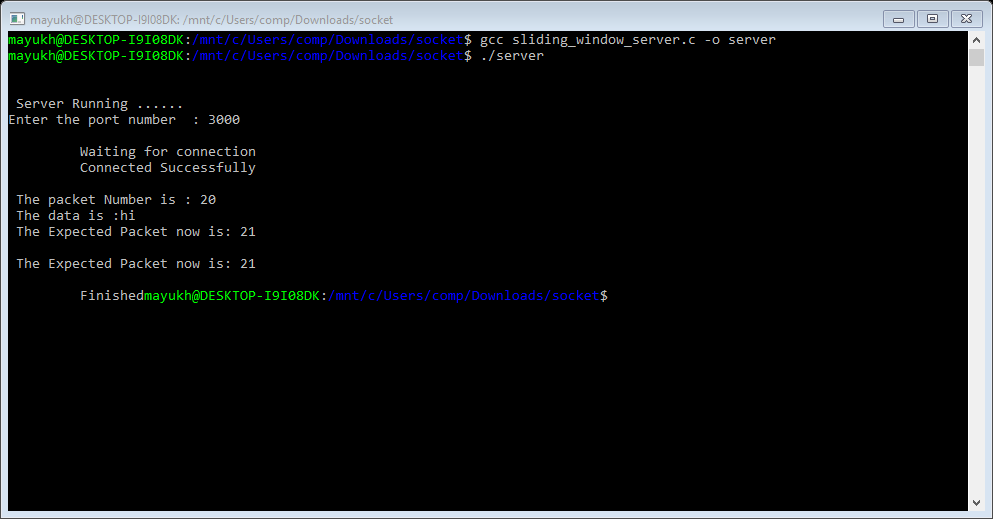 mayukh@DESKTOP-I9I08DK: /mnt/c/Users/comp/Downloads/socket
mayukh@DESKTOP-I9I08DK:/mnt/c/Users/comp/Downloads/socket$ gcc sliding_window_server.c -o server
mayukh@DESKTOP-I9I08DK:/mnt/c/Users/comp/Downloads/socket$ ./server
Server Running ......
Enter the port number  : 3000
Waiting for connection
Connected Successfully
The packet Number is : 20
The data is :hi
The Expected Packet now is: 21
The Expected Packet now is: 21
Finishedmayukh@DESKTOP-I9I08DK:/mnt/c/Users/comp/Downloads/socket$